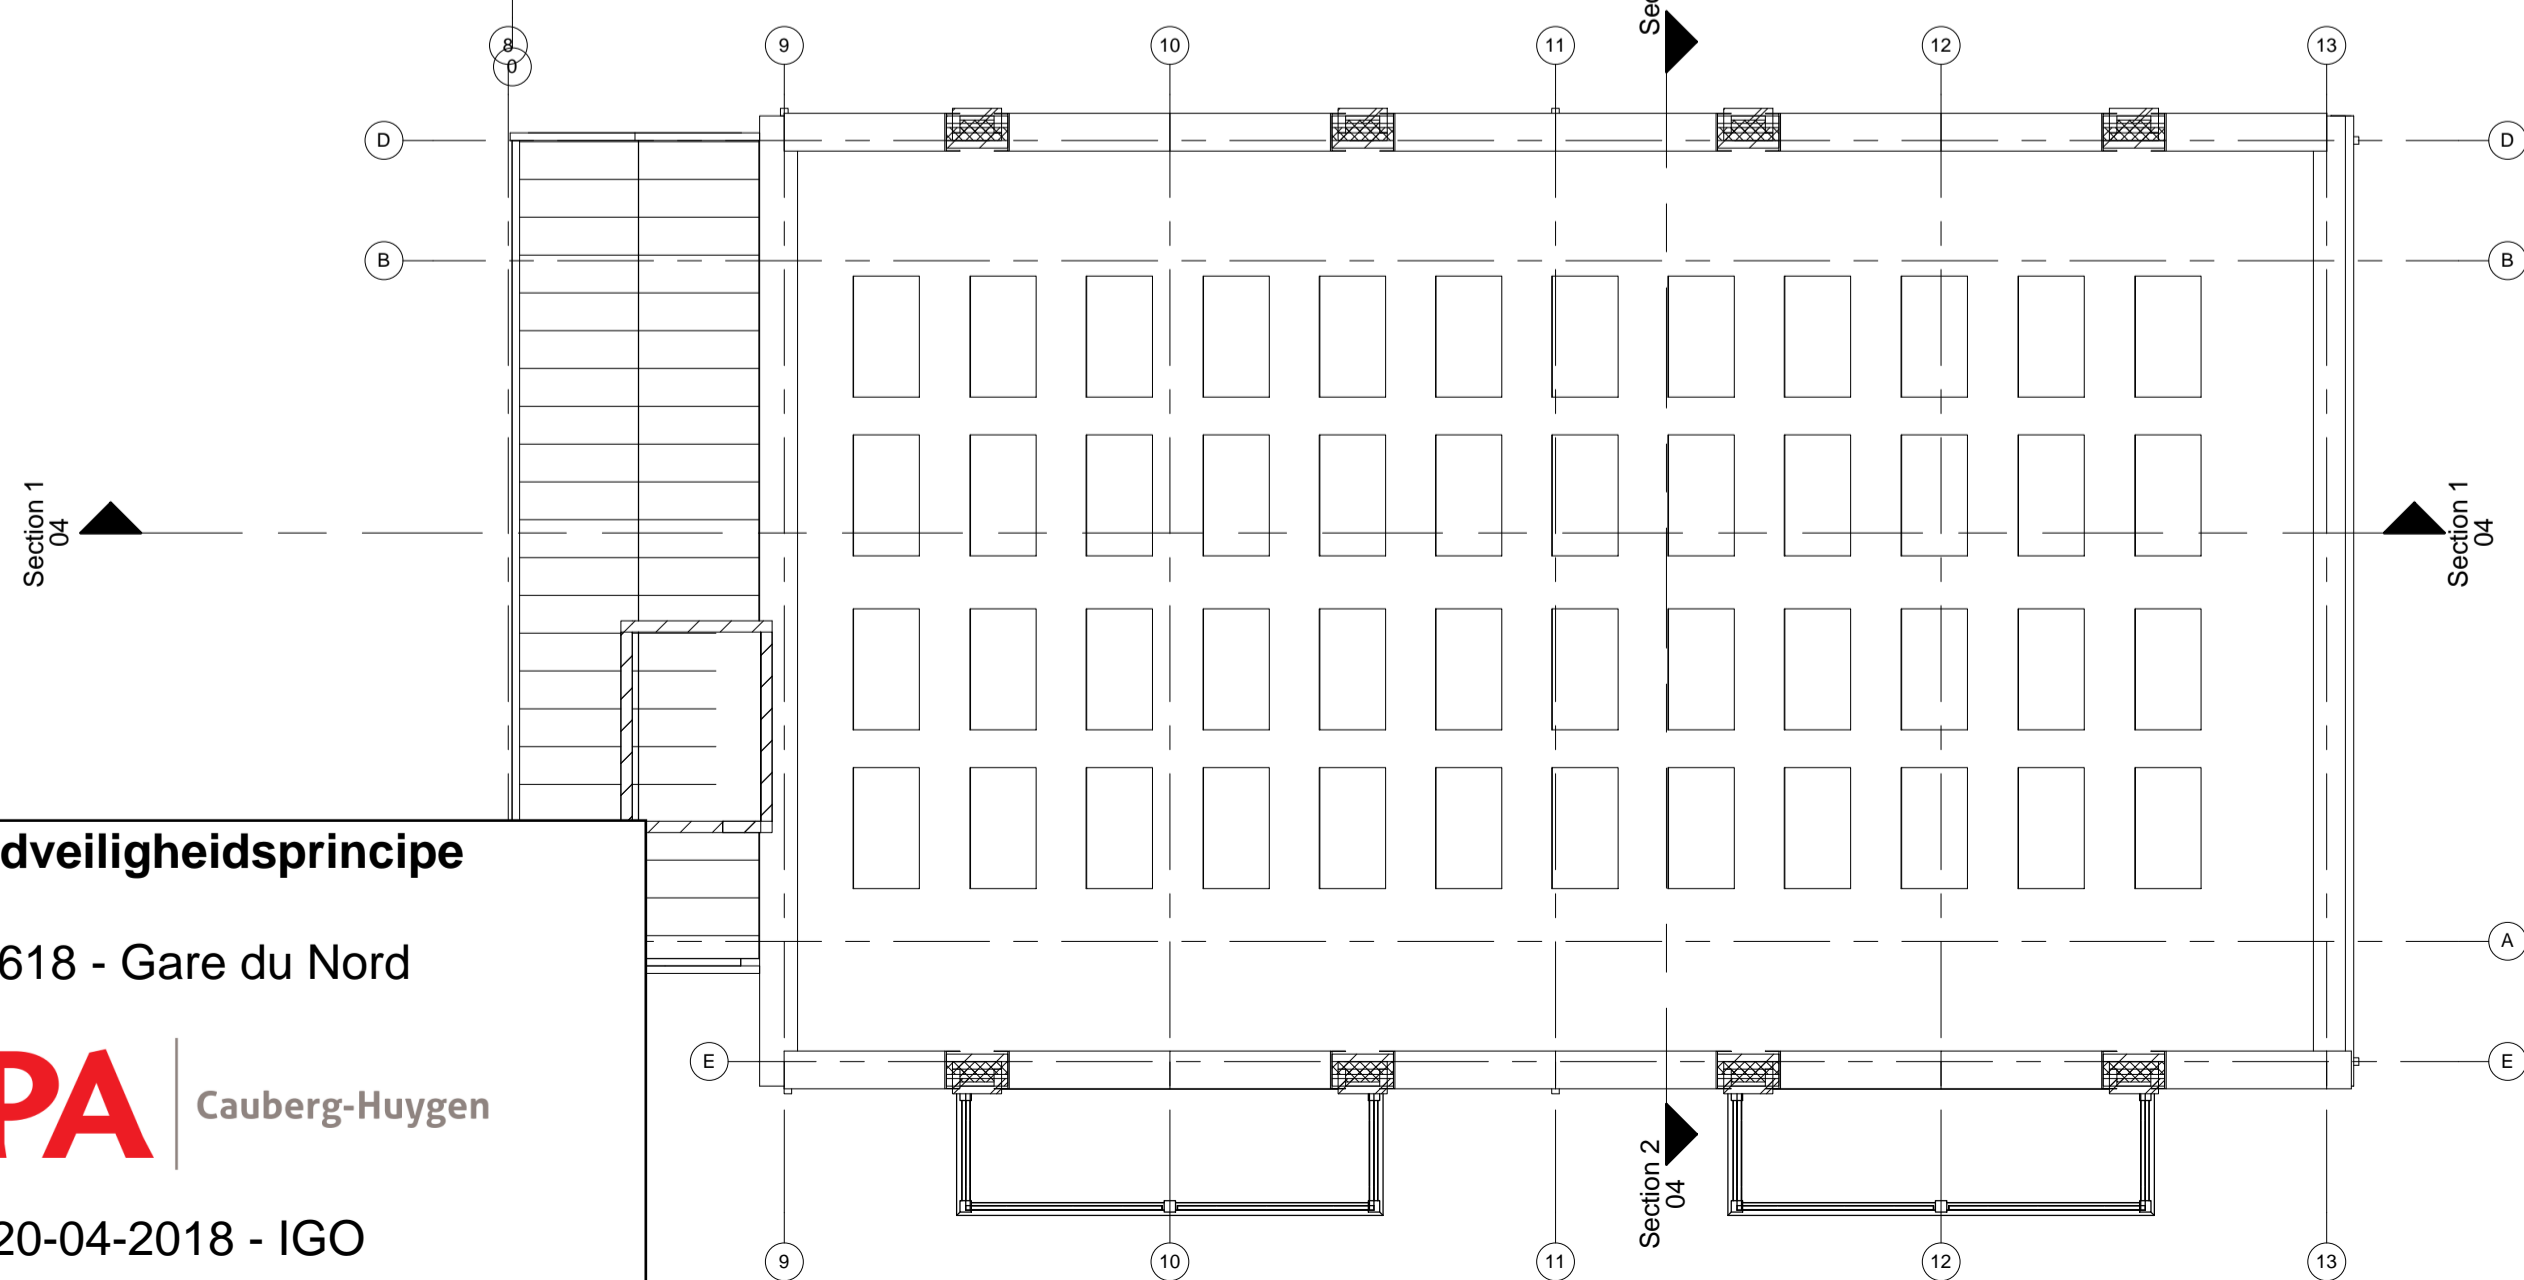 Sec
8
9
10
11
12
13
0
D
D
B
B
Section 1
04
Section 1
04
dveiligheidsprincipe
618 - Gare du Nord
A
PA
Cauberg-Huygen
E
E
Section 2
04
20-04-2018 - IGO
9
10
11
12
13